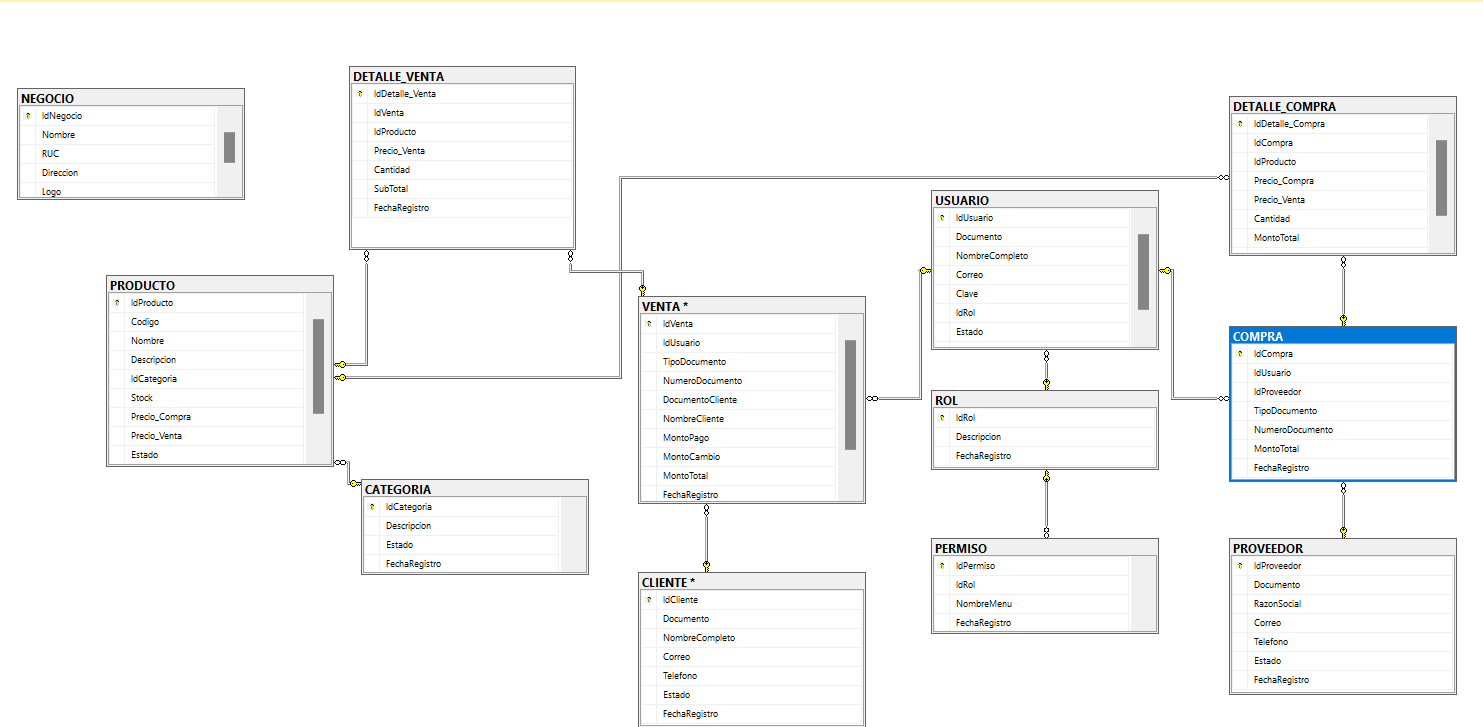 NEGOCIO
IdNegocio
Nombre
RUC
Direccion
Logo
DETALLE_VENTA
IdDetalle_Venta
IdVenta
IdProducto
Precio_Venta
Cantidad
SubTotal
FechaRegistro
PRODUCTO
IdProducto
Codigo
Nombre
Descripcion
IdCategoria
Stock
Precio_Compra
Precio_Venta
Estado
CATEGORIA
IdCategoria
Descripcion
Estado
FechaRegistro
VENTA *
IdVenta
IdUsuario
TipoDocumento
NumeroDocumento
DocumentoCliente
NombreCliente
MontoPago
MontoCambio
MontoTotal
FechaRegistro
CLIENTE *
IdCliente
Documento
NombreCompleto
Correo
Telefono
Estado
FechaRegistro
USUARIO
IdUsuario
Documento
NombreCompleto
Correo
Clave
IdRol
Estado
ROL
IdRol
Descripcion
FechaRegistro
PERMISO
IdPermiso
IdRol
NombreMenu
FechaRegistro
DETALLE_COMPRA
IdDetalle_Compra
IdCompra
IdProducto
Precio_Compra
Precio_Venta
Cantidad
MontoTotal
COMPRA
IdCompra
IdUsuario
IdProveedor
TipoDocumento
NumeroDocumento
MontoTotal
FechaRegistro
PROVEEDOR
IdProveedor
Documento
RazonSocial
Correo
Telefono
Estado
FechaRegistro